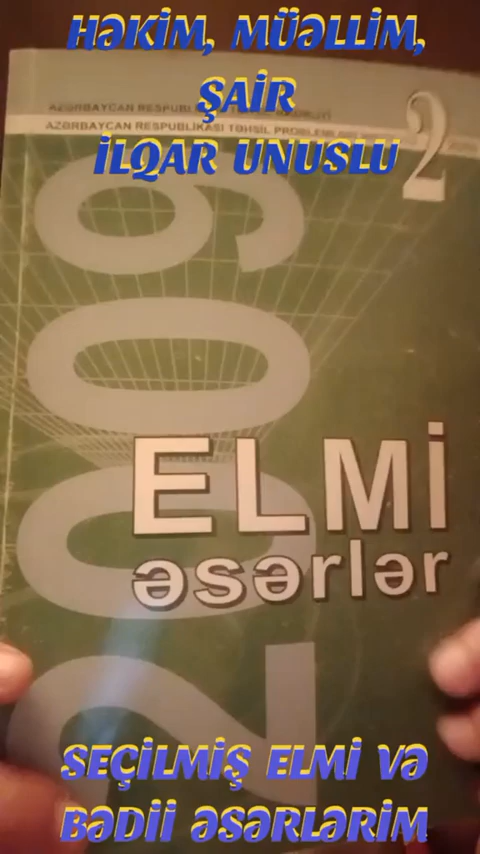 HƏKİM, MÜƏLLİM,
ŞAİR
İLQAR UNUSLU
AZƏRBAYCAN RESPUBLİKASI
AZƏRBAYCAN RESPUBLİKASI TƏHSİL PROBLEMLƏRİ
2
2009
ELMİ
əsərlər
SEÇİLMİŞ ELMİ VƏ
BƏDİİ ƏSƏRLƏRİM